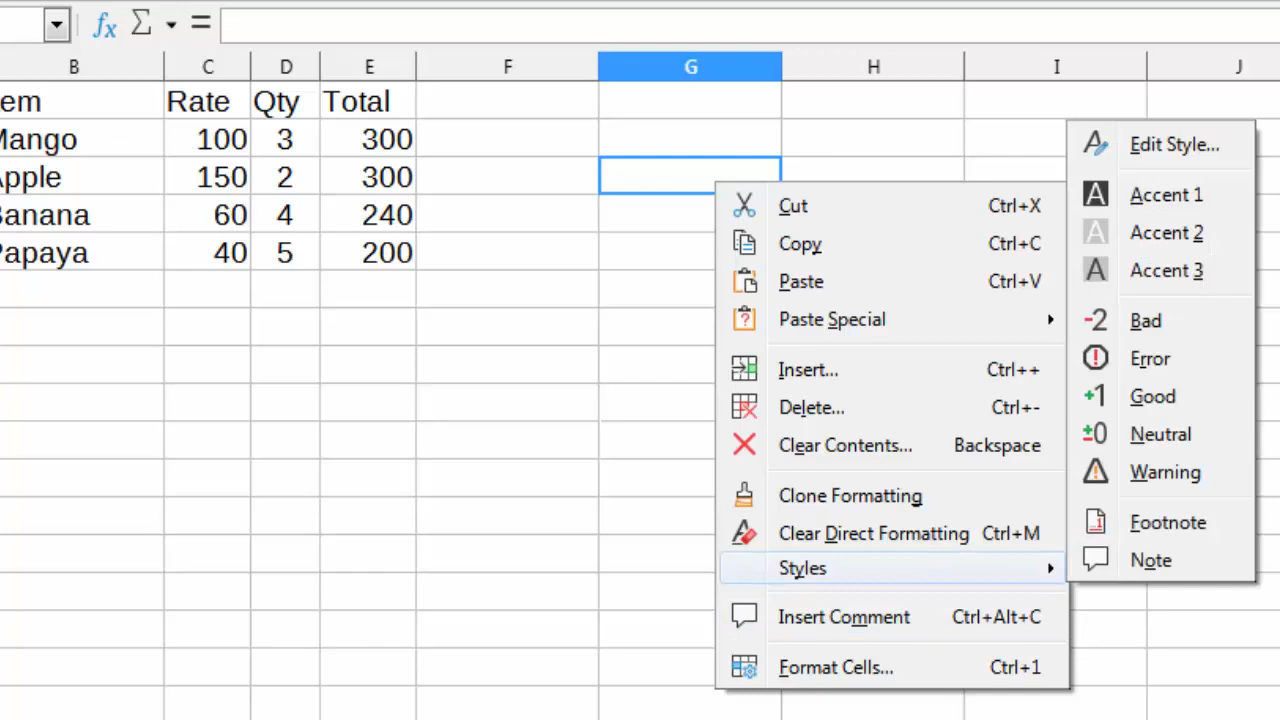 fx Σ =
B C D E F G H I J
em Rate Qty Total
Mango 100 3 300
Apple 150 2 300
Banana 60 4 240
Papaya 40 5 200
Cut Ctrl+X
Copy Ctrl+C
Paste Ctrl+V
Paste Special
Insert... Ctrl++
Delete... Ctrl+-
Clear Contents... Backspace
Clone Formatting
Clear Direct Formatting Ctrl+M
Styles
Insert Comment Ctrl+Alt+C
Format Cells... Ctrl+1
Edit Style...
A Accent 1
A Accent 2
A Accent 3
-2 Bad
Error
+1 Good
±0 Neutral
Warning
Footnote
Note